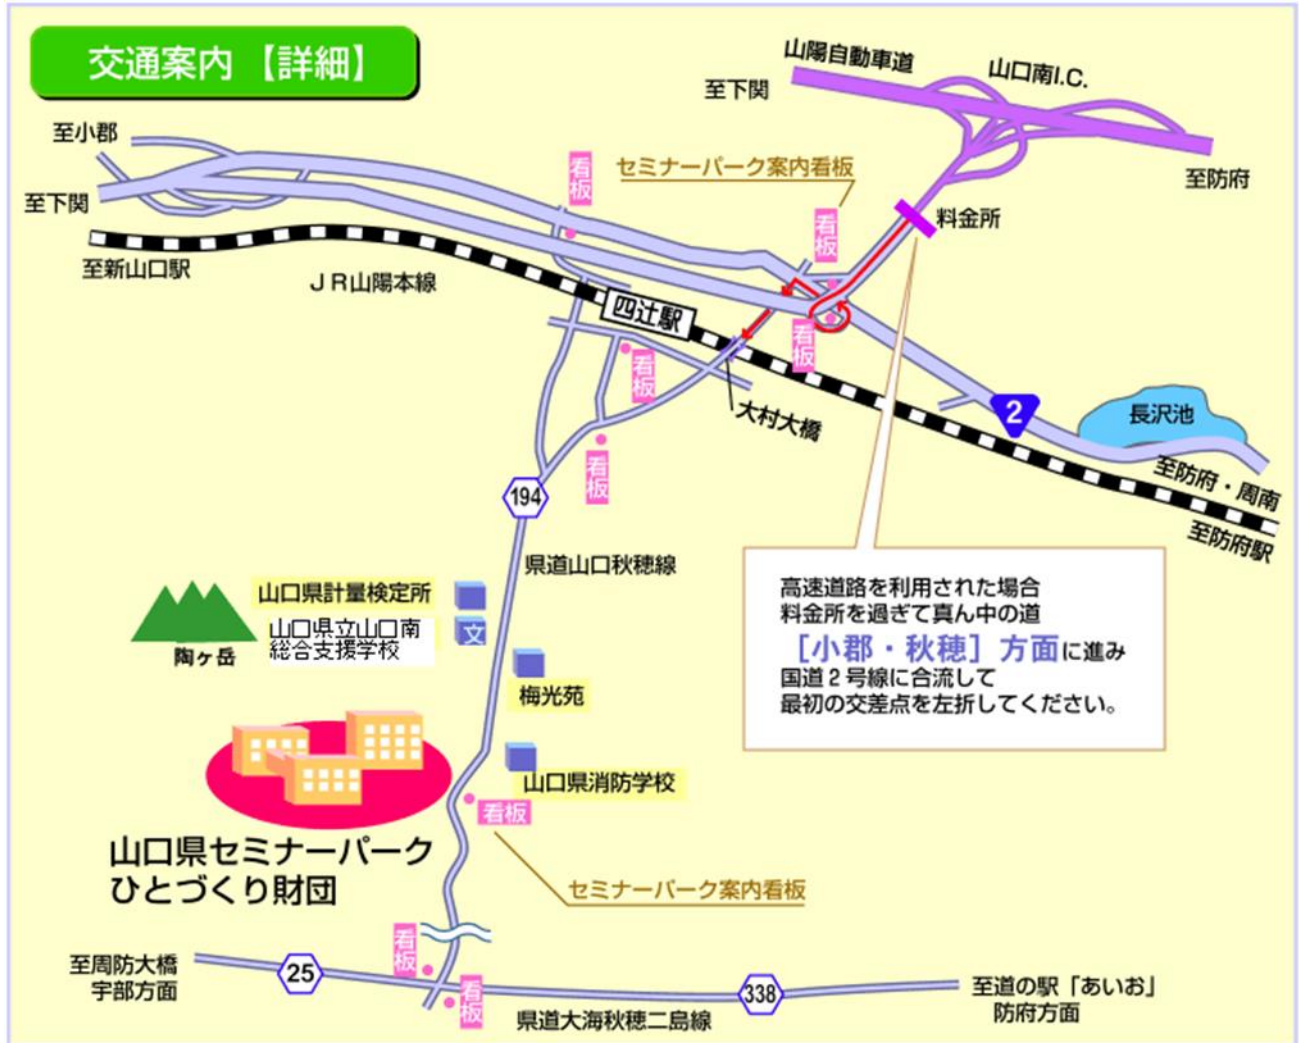 交通案内【詳細】
山陽自動車道
山口南I.C.
至下関
至小郡
至下関
看板
セミナーパーク案内看板
至防府
看板
料金所
至新山口駅
JR山陽本線
四辻駅
看板
看板
大村大橋
2
長沢池
至防府・周南
至防府駅
看板
194
県道山口秋穂線
高速道路を利用された場合
料金所を過ぎて真ん中の道
[小郡・秋穂]方面に進み
国道2号線に合流して
最初の交差点を左折してください。
陶ヶ岳
山口県計量検定所
山口県立山口南
総合支援学校
文
梅光苑
山口県消防学校
看板
山口県セミナーパーク
ひとづくり財団
セミナーパーク案内看板
看板
至周防大橋
宇部方面
25
看板
県道大海秋穂二島線
338
至道の駅「あいお」
防府方面